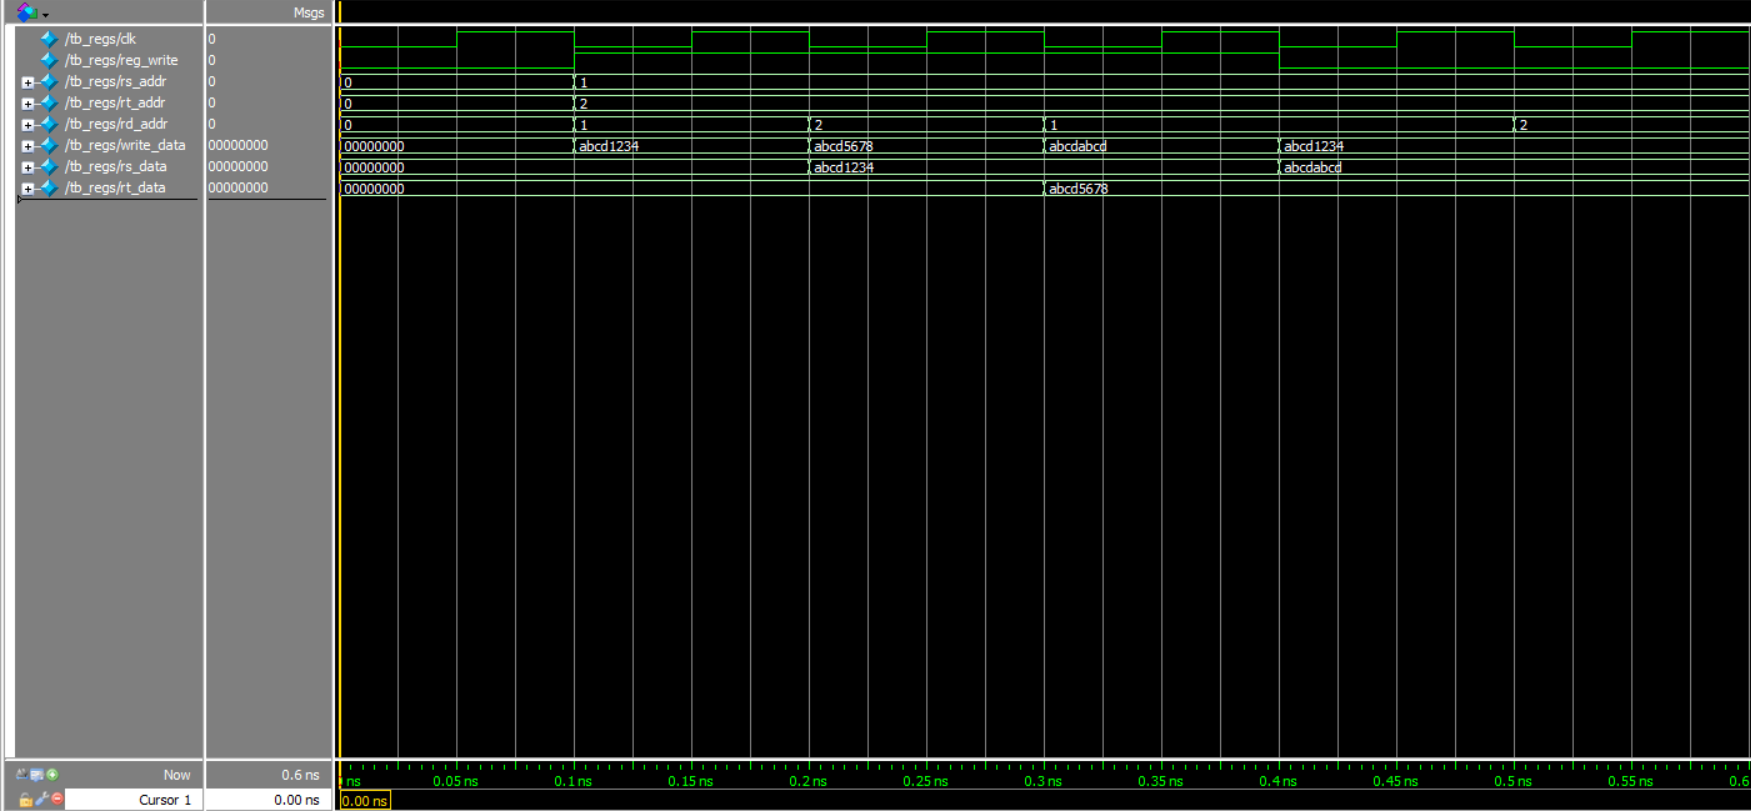 Msgs
/tb_regs/clk 0
/tb_regs/reg_write 0
/tb_regs/rs_addr 0 0 1
/tb_regs/rt_addr 0 0 2
/tb_regs/rd_addr 0 0 1 2 1 2
/tb_regs/write_data 00000000 00000000 abcd1234 abcd5678 abcdabcd abcd1234
/tb_regs/rs_data 00000000 00000000 abcd1234 abcdabcd
/tb_regs/rt_data 00000000 00000000 abcd5678
Now 0.6 ns ns 0.05 ns 0.1 ns 0.15 ns 0.2 ns 0.25 ns 0.3 ns 0.35 ns 0.4 ns 0.45 ns 0.5 ns 0.55 ns 0.6
Cursor 1 0.00 ns 0.00 ns